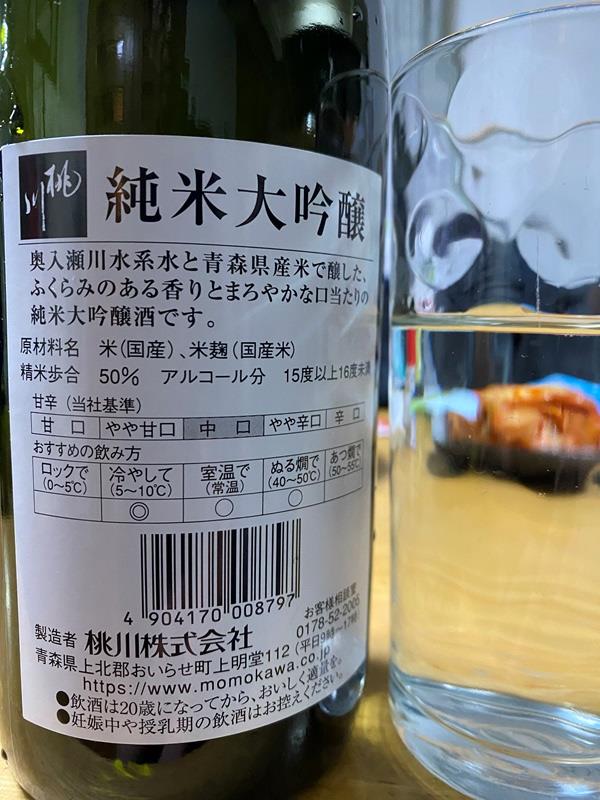 桃川
純米大吟醸
奥入瀬川水系水と青森県産米で醸した、
ふくらみのある香りとまろやかな口当たりの
純米大吟醸酒です。
原材料名 米(国産)、米麹(国産米)
精米歩合 50% アルコール分 15度以上16度未満
甘辛(当社基準)
甘口 やや甘口 中口 やや辛口 辛口
おすすめの飲み方
ロックで 冷やして 室温で ぬる燗で あつ燗で
(0~5℃) (5~10℃) (常温) (40~50℃) (50~55℃)
◎ ○ ○
4 904170 008797
お客様相談室
0178-52-2005
(平日9時~17時)
製造者 桃川株式会社
青森県上北郡おいらせ町上明堂112
https://www.momokawa.co.jp
●飲酒は20歳になってから、おいしく適量を。
●妊娠中や授乳期の飲酒はお控えください。